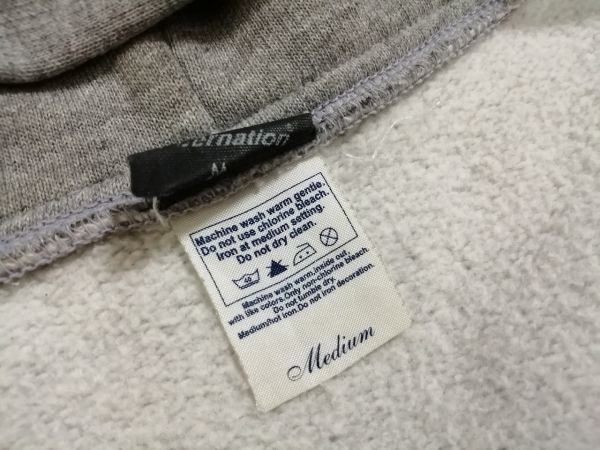 ernation
M
Machine wash warm gentle.
Do not use chlorine bleach.
Iron at medium setting.
Do not dry clean.
40
Machine wash warm,inside out
with like colors.Only non-chlorine bleach.
Do not tumble dry.
Medium/hot iron.Do not iron decoration.
Medium